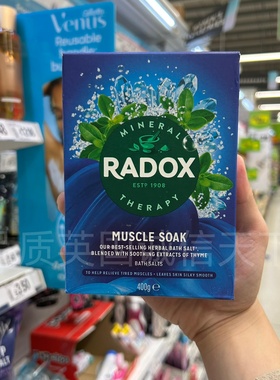 Venus
Reusable
MINERAL
RADOX
ESTD 1908
THERAPY
MUSCLE SOAK
OUR BEST-SELLING HERBAL BATH SALT,
BLENDED WITH SOOTHING EXTRACTS OF THYME
BATH SALTS
TO HELP RELIEVE TIRED MUSCLES • LEAVES SKIN SILKY SMOOTH
400g e